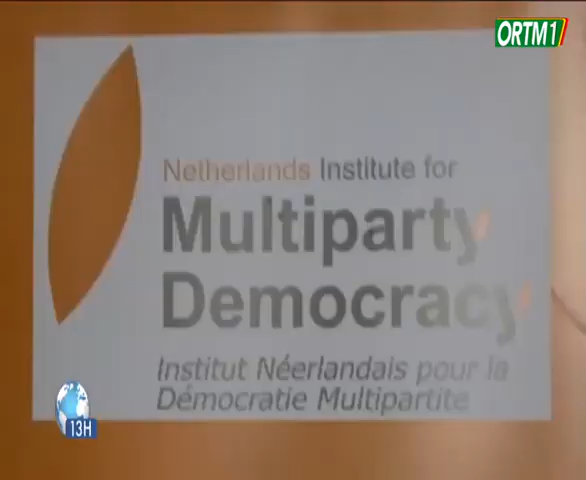 ORTM1
Netherlands Institute for
Multiparty
Democracy
Institut Néerlandais pour la
Démocratie Multipartite
13H